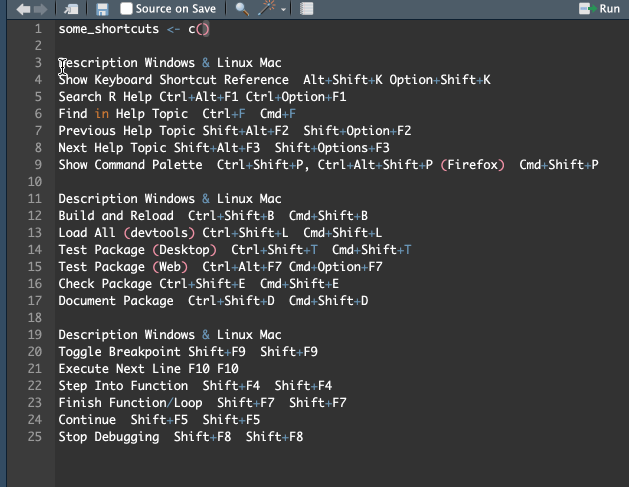 Source on Save Run
1 some_shortcuts <- c()
2
3 Description Windows & Linux Mac
4 Show Keyboard Shortcut Reference  Alt+Shift+K Option+Shift+K
5 Search R Help Ctrl+Alt+F1 Ctrl+Option+F1
6 Find in Help Topic  Ctrl+F  Cmd+F
7 Previous Help Topic Shift+Alt+F2  Shift+Option+F2
8 Next Help Topic Shift+Alt+F3  Shift+Options+F3
9 Show Command Palette  Ctrl+Shift+P, Ctrl+Alt+Shift+P (Firefox)  Cmd+Shift+P
10
11 Description Windows & Linux Mac
12 Build and Reload  Ctrl+Shift+B  Cmd+Shift+B
13 Load All (devtools) Ctrl+Shift+L  Cmd+Shift+L
14 Test Package (Desktop)  Ctrl+Shift+T  Cmd+Shift+T
15 Test Package (Web)  Ctrl+Alt+F7 Cmd+Option+F7
16 Check Package Ctrl+Shift+E  Cmd+Shift+E
17 Document Package  Ctrl+Shift+D  Cmd+Shift+D
18
19 Description Windows & Linux Mac
20 Toggle Breakpoint Shift+F9  Shift+F9
21 Execute Next Line F10 F10
22 Step Into Function  Shift+F4  Shift+F4
23 Finish Function/Loop  Shift+F7  Shift+F7
24 Continue  Shift+F5  Shift+F5
25 Stop Debugging  Shift+F8  Shift+F8